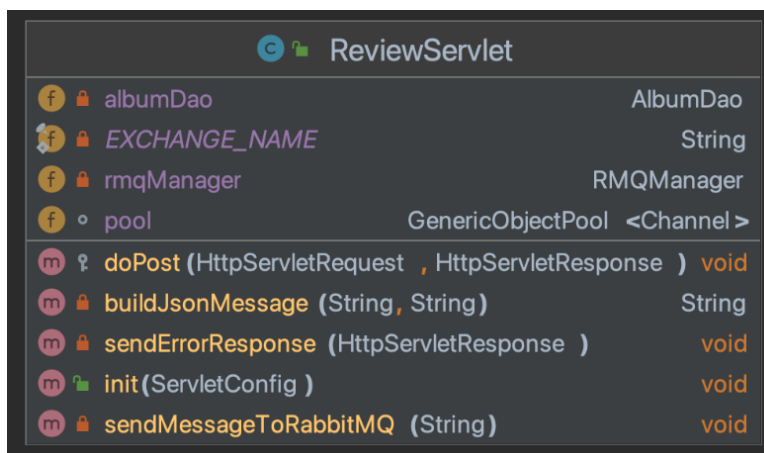 C ReviewServlet
f albumDao AlbumDao
f EXCHANGE_NAME String
f rmqManager RMQManager
f pool GenericObjectPool <Channel>
m doPost(HttpServletRequest , HttpServletResponse ) void
m buildJsonMessage (String, String) String
m sendErrorResponse (HttpServletResponse ) void
m init(ServletConfig ) void
m sendMessageToRabbitMQ (String) void